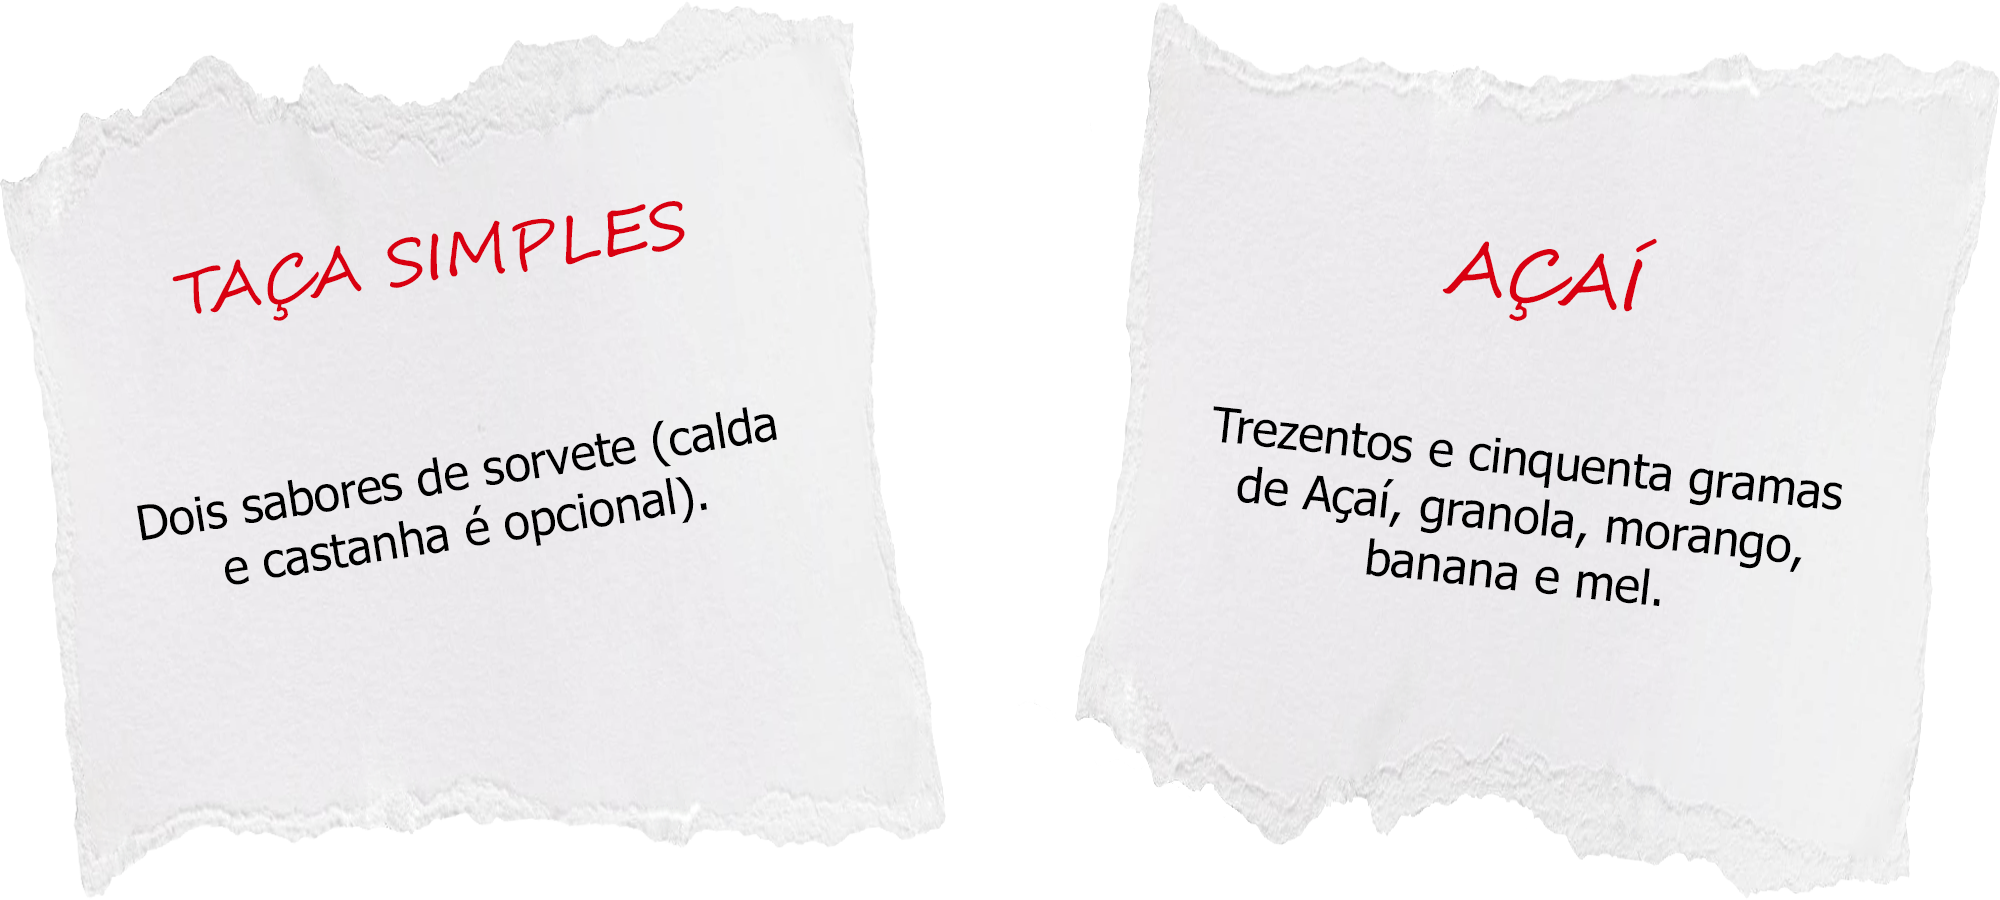 TAÇA SIMPLES
Dois sabores de sorvete (calda
e castanha é opcional).
AÇAÍ
Trezentos e cinquenta gramas
de Açaí, granola, morango,
banana e mel.